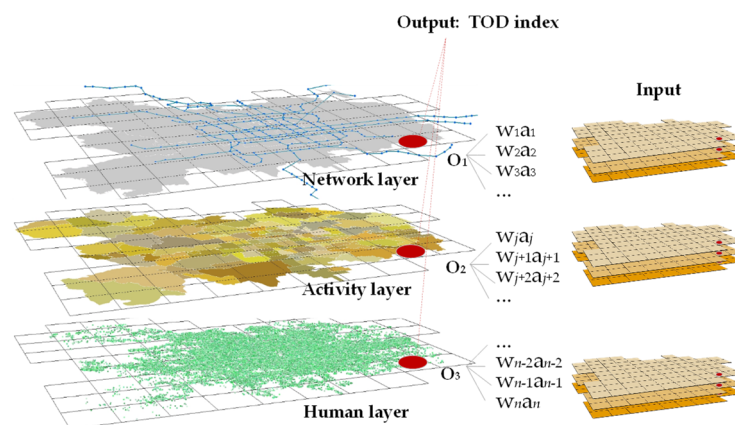 Output: TOD index
Input
w1a1
w2a2
O1
w3a3
Network layer
...
wjaj
wj+1aj+1
O2
wj+2aj+2
Activity layer
...
...
wn-2an-2
O3
wn-1an-1
wnan
Human layer